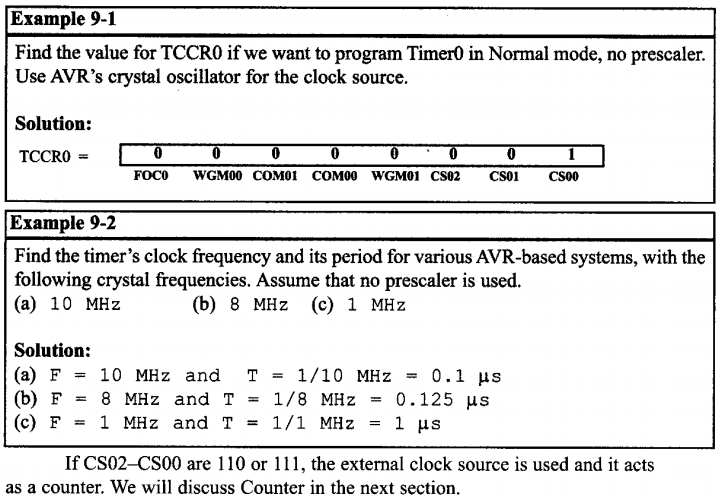 Example 9-1
Find the value for TCCR0 if we want to program Timer0 in Normal mode, no prescaler.
Use AVR's crystal oscillator for the clock source.
Solution:
TCCR0 = 0 0 0 0 0 0 0 1
FOC0 WGM00 COM01 COM00 WGM01 CS02 CS01 CS00
Example 9-2
Find the timer's clock frequency and its period for various AVR-based systems, with the
following crystal frequencies. Assume that no prescaler is used.
(a) 10 MHz (b) 8 MHz (c) 1 MHz
Solution:
(a) F = 10 MHz and T = 1/10 MHz = 0.1 µs
(b) F = 8 MHz and T = 1/8 MHz = 0.125 µs
(c) F = 1 MHz and T = 1/1 MHz = 1 µs
If CS02–CS00 are 110 or 111, the external clock source is used and it acts
as a counter. We will discuss Counter in the next section.